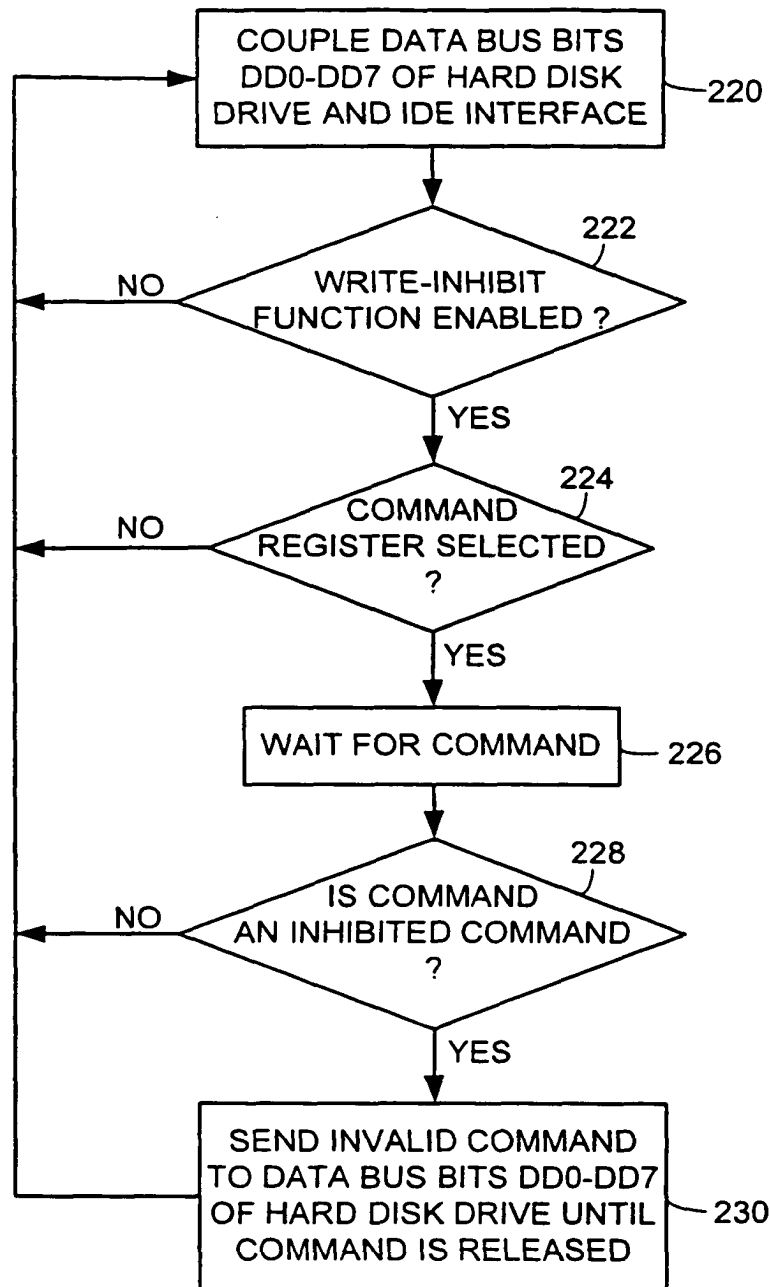 COUPLE DATA BUS BITS
DD0-DD7 OF HARD DISK
DRIVE AND IDE INTERFACE
220
222
NO
WRITE-INHIBIT
FUNCTION ENABLED ?
YES
224
NO
COMMAND
REGISTER SELECTED
?
YES
WAIT FOR COMMAND
226
228
NO
IS COMMAND
AN INHIBITED COMMAND
?
YES
SEND INVALID COMMAND
TO DATA BUS BITS DD0-DD7
OF HARD DISK DRIVE UNTIL
COMMAND IS RELEASED
230